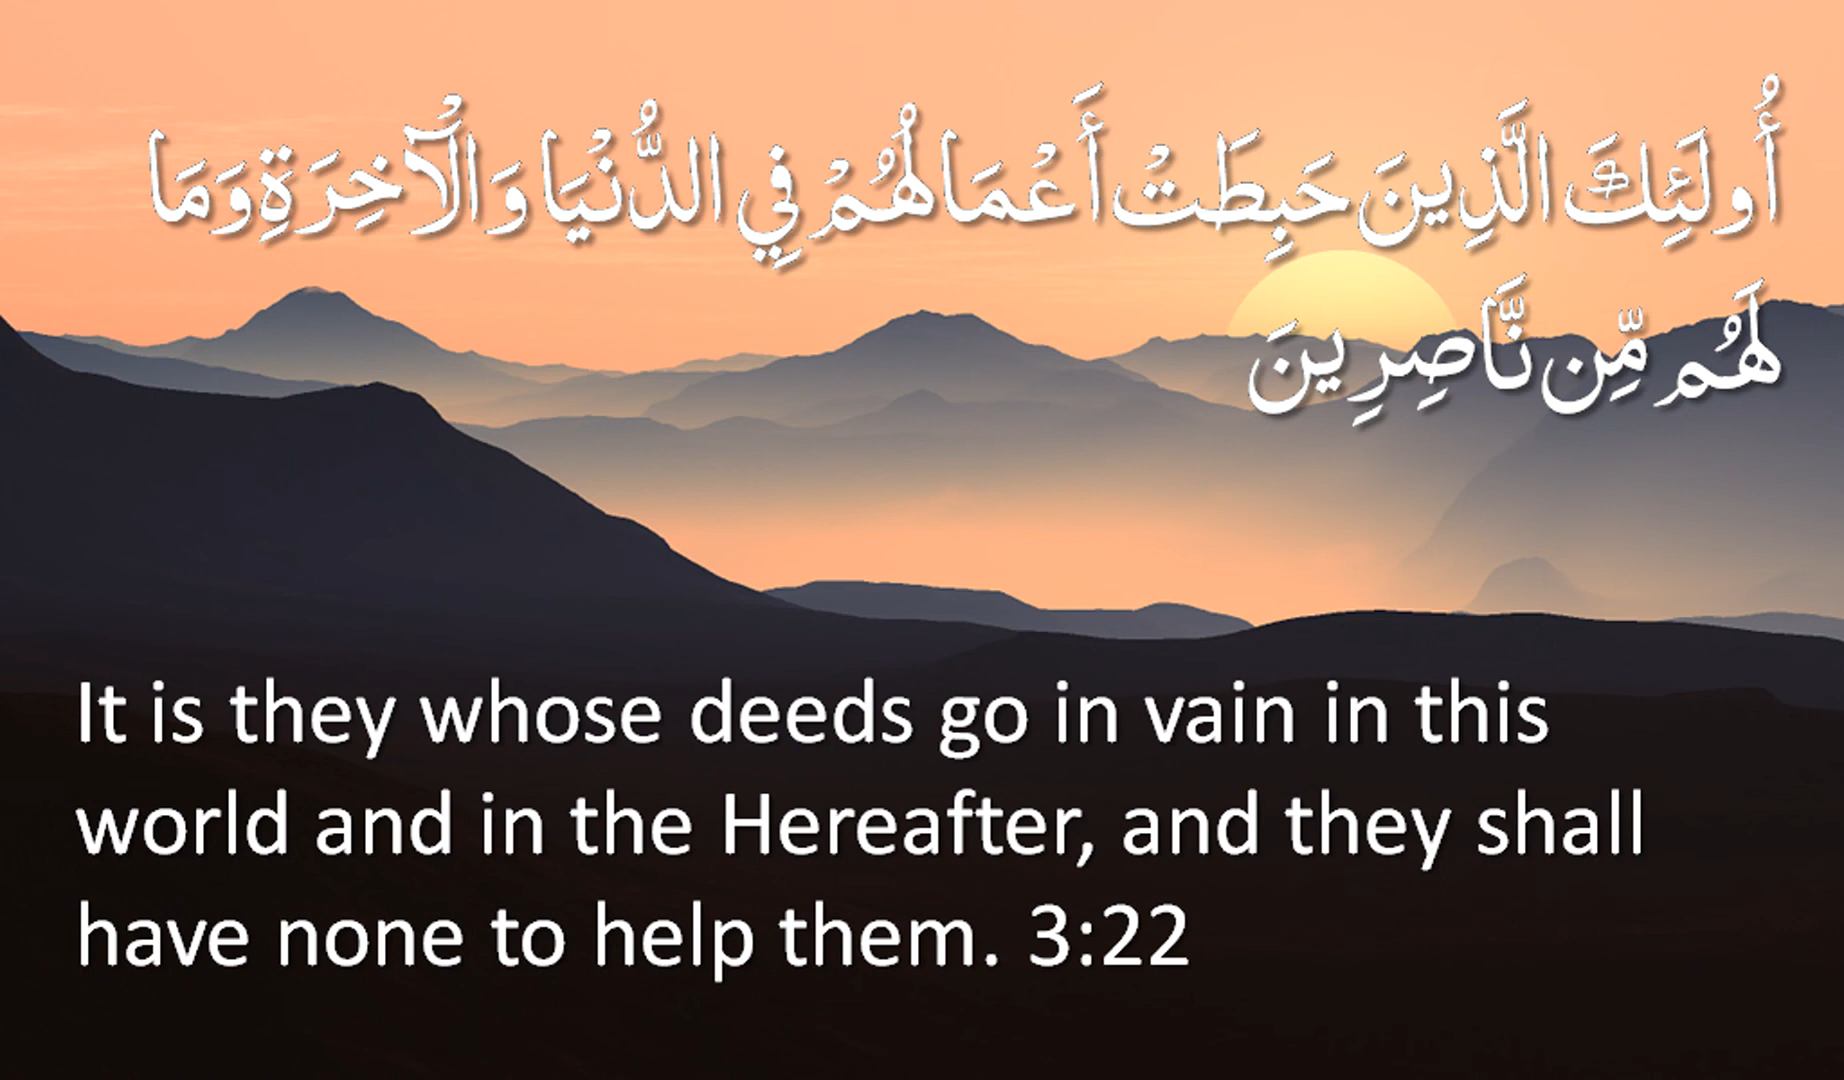 أُولَئِكَ الَّذِينَ حَبِطَتْ أَعْمَالُهُمْ فِي الدُّنْيَا وَالْآخِرَةِ وَمَا
لَهُم مِّن نَّاصِرِينَ
It is they whose deeds go in vain in this
world and in the Hereafter, and they shall
have none to help them. 3:22